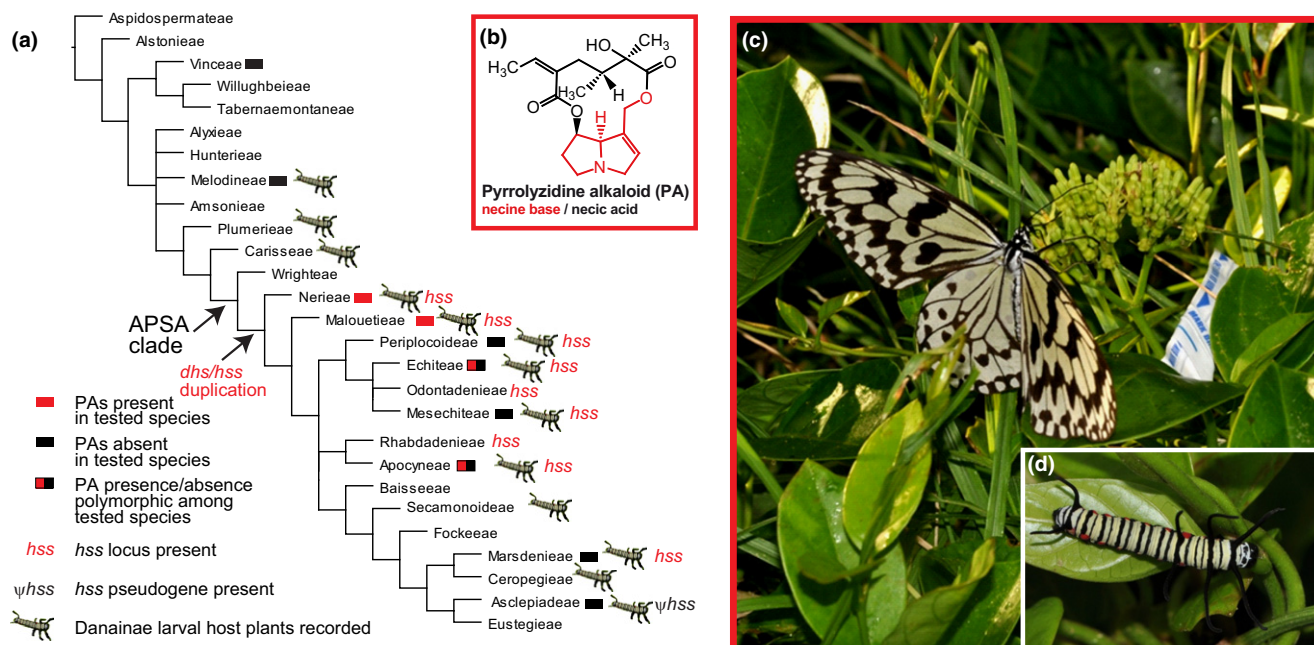 (a)
Aspidospermateae
Alstonieae
Vinceae
Willughbeieae
Tabernaemontaneae
Alyxieae
Hunterieae
Melodineae
Amsonieae
Plumerieae
Carisseae
Wrighteae
Nerieae hss
Malouetieae hss
Periplocoideae hss
Echiteae hss
Odontadenieae hss
Mesechiteae hss
Rhabdadenieae hss
Apocyneae hss
Baisseeae
Secamonoideae
Fockeeae
Marsdenieae hss
Ceropegieae
Asclepiadeae ψhss
Eustegieae
APSA
clade
dhs/hss
duplication
PAs present
in tested species
PAs absent
in tested species
PA presence/absence
polymorphic among
tested species
hss hss locus present
ψhss hss pseudogene present
Danainae larval host plants recorded
(b)
HO CH3
H3C O
H3C H
O O O
H
N
Pyrrolyzidine alkaloid (PA)
necine base / necic acid
(c)
(d)